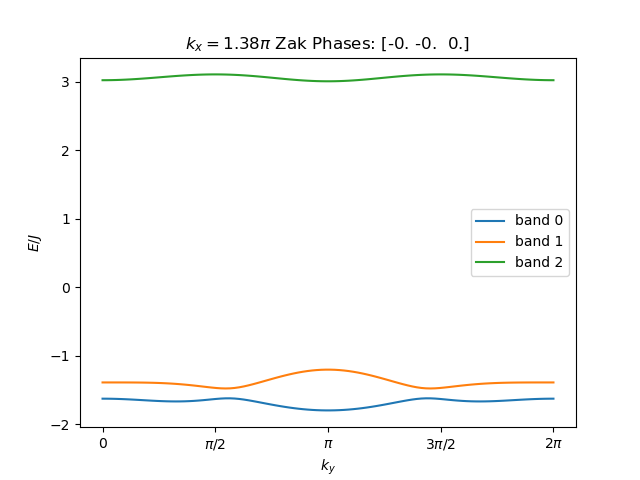 $k_x = 1.38\pi$ Zak Phases: [-0. -0.  0.]
3
2
1
0
−1
−2
E/J
band 0
band 1
band 2
0
π/2
π
3π/2
2π
$k_y$